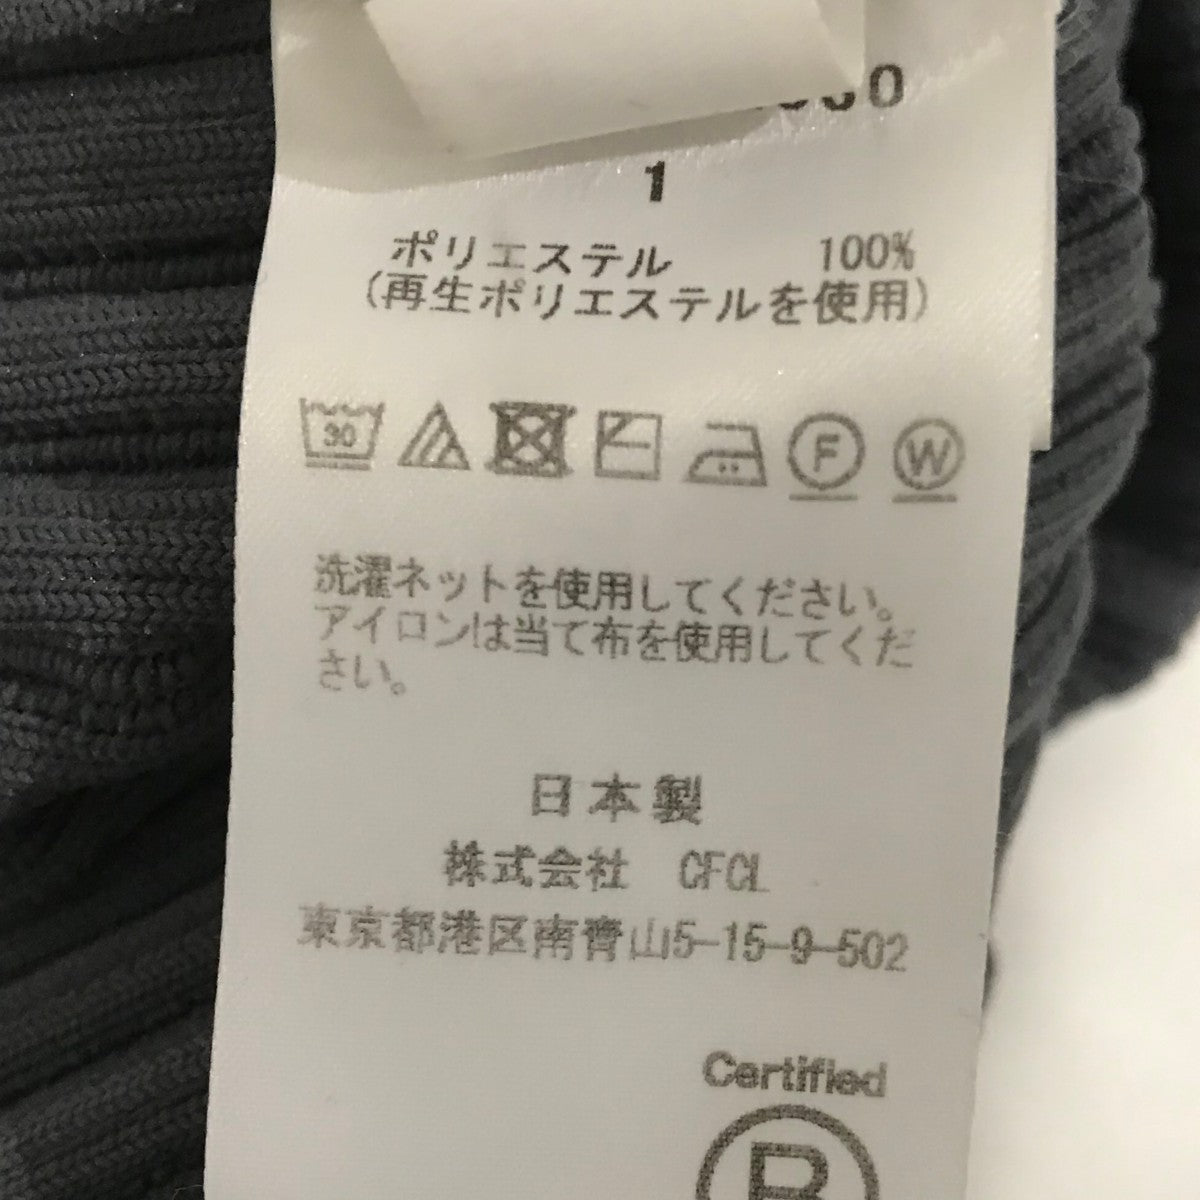 1
ポリエステル 100%
(再生ポリエステルを使用)
30 F W
洗濯ネットを使用してください。
アイロンは当て布を使用してくだ
さい。
日本製
株式会社 CFCL
東京都港区南青山5-15-9-502
Certified
B